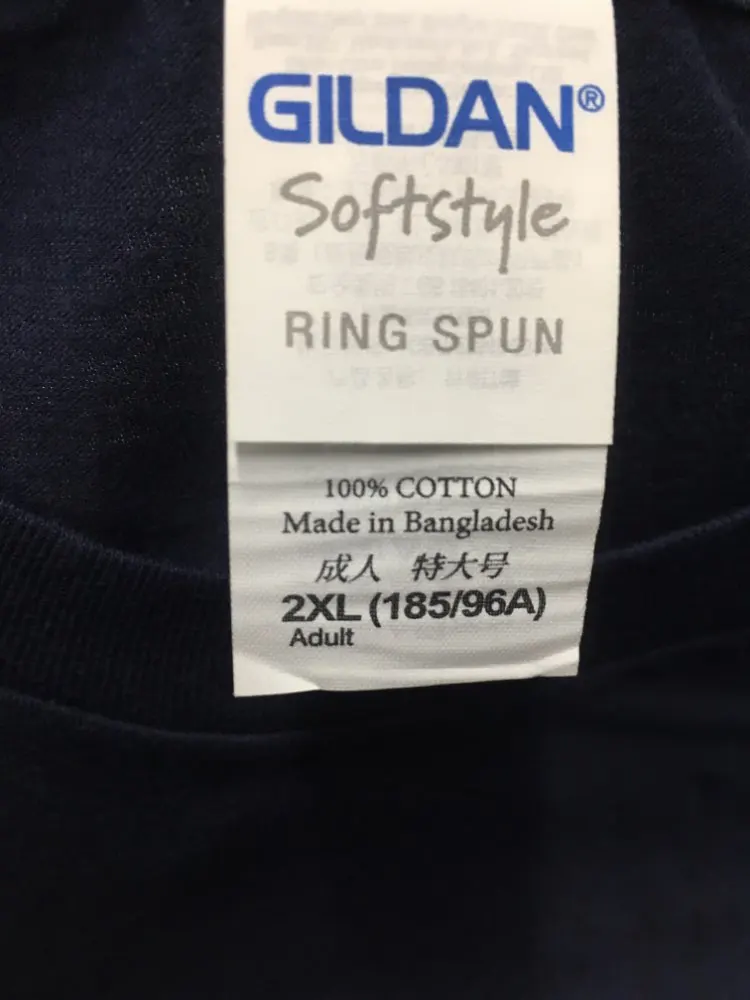 GILDAN®
Softstyle
RING SPUN
100% COTTON
Made in Bangladesh
成人 特大号
2XL (185/96A)
Adult